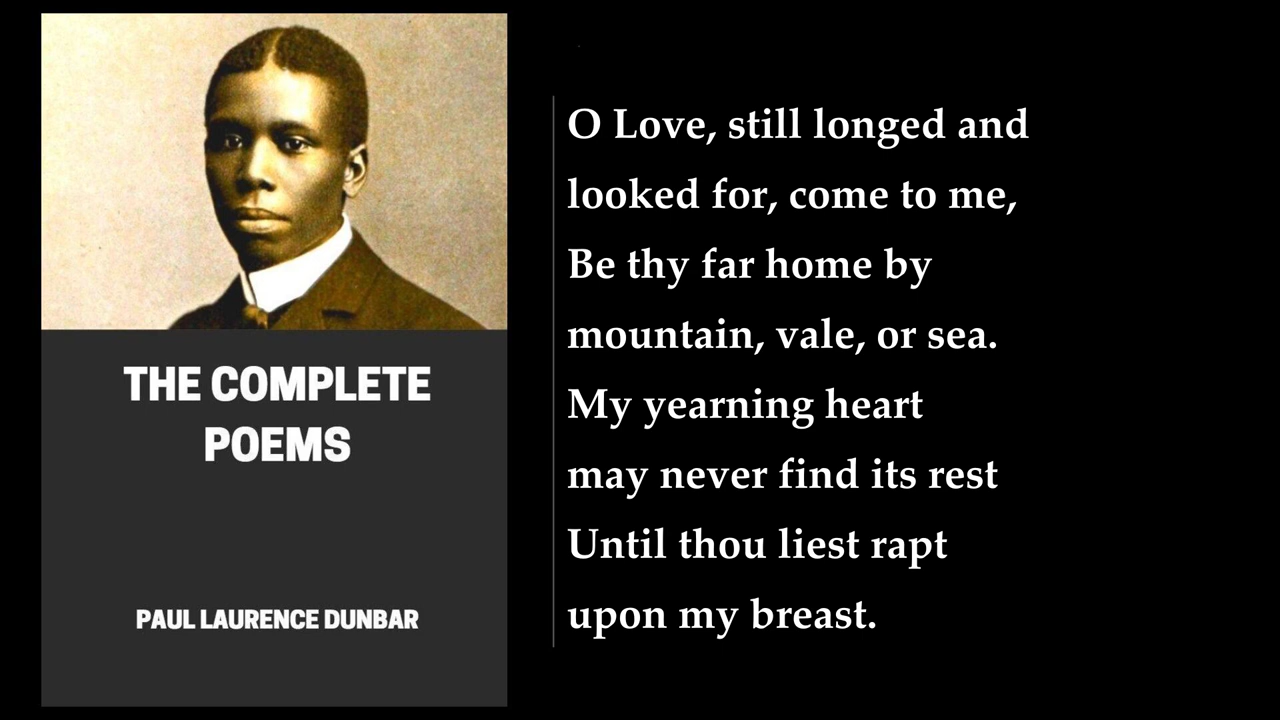 THE COMPLETE
POEMS
PAUL LAURENCE DUNBAR
O Love, still longed and
looked for, come to me,
Be thy far home by
mountain, vale, or sea.
My yearning heart
may never find its rest
Until thou liest rapt
upon my breast.